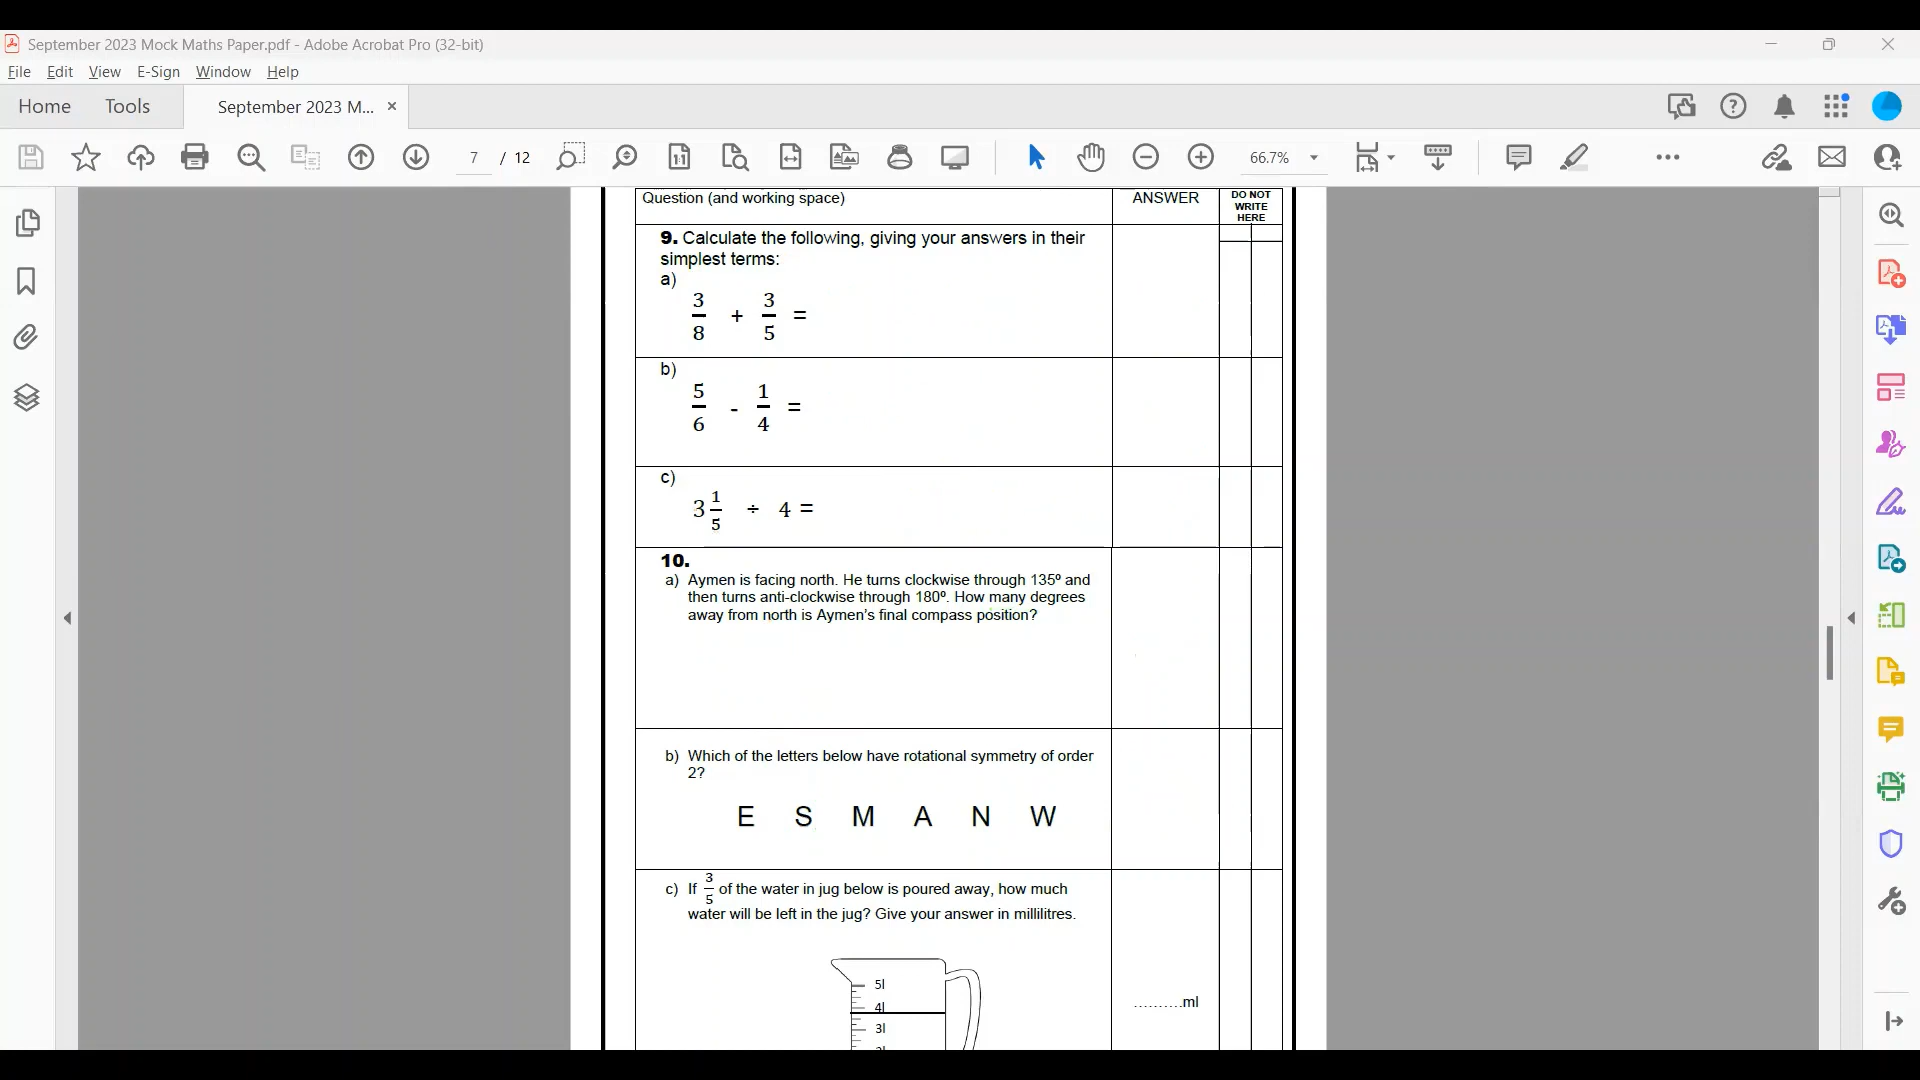 September 2023 Mock Maths Paper.pdf - Adobe Acrobat Pro (32-bit)
File Edit View E-Sign Window Help
Home Tools September 2023 M... ×
7 / 12 66.7%
Question (and working space) ANSWER DO NOT
WRITE
HERE
9. Calculate the following, giving your answers in their
simplest terms:
a)
3/8 + 3/5 =
b)
5/6 - 1/4 =
c)
3 1/5 ÷ 4 =
10.
a) Aymen is facing north. He turns clockwise through 135º and
then turns anti-clockwise through 180º. How many degrees
away from north is Aymen's final compass position?
b) Which of the letters below have rotational symmetry of order
2?
E S M A N W
c) If 3/5 of the water in jug below is poured away, how much
water will be left in the jug? Give your answer in millilitres.
5l
4l
..........ml
3l